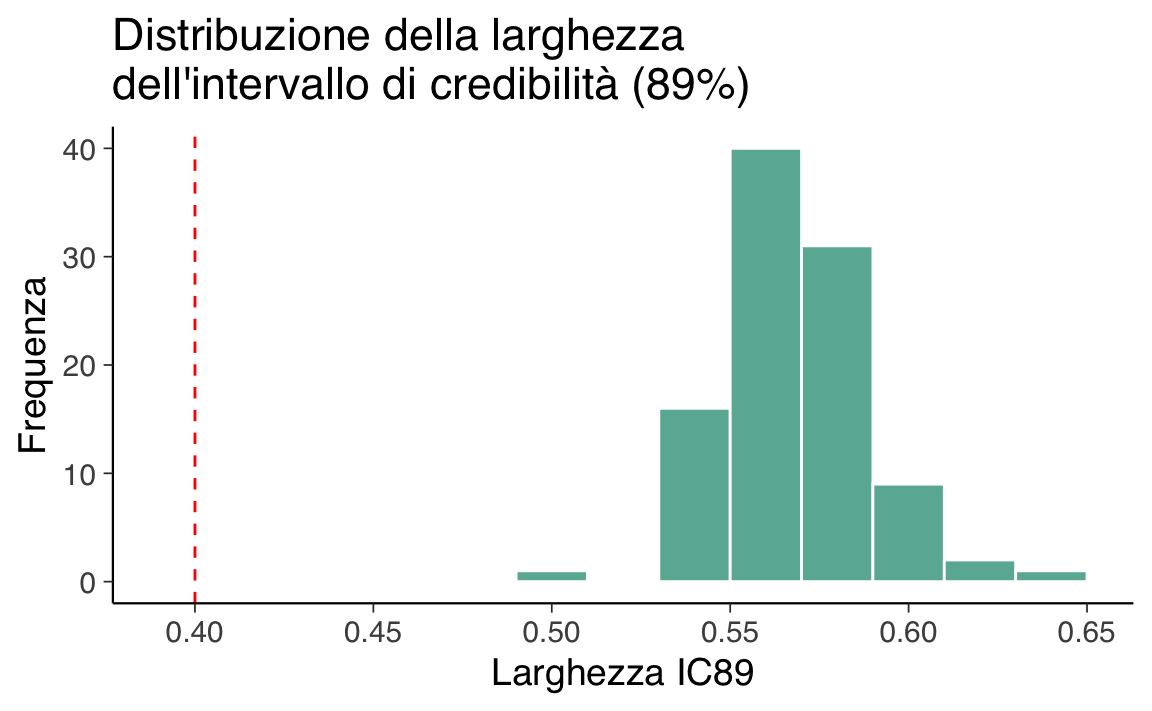 Distribuzione della larghezza
dell'intervallo di credibilità (89%)
Frequenza
40
30
20
10
0
0.40 0.45 0.50 0.55 0.60 0.65
Larghezza IC89